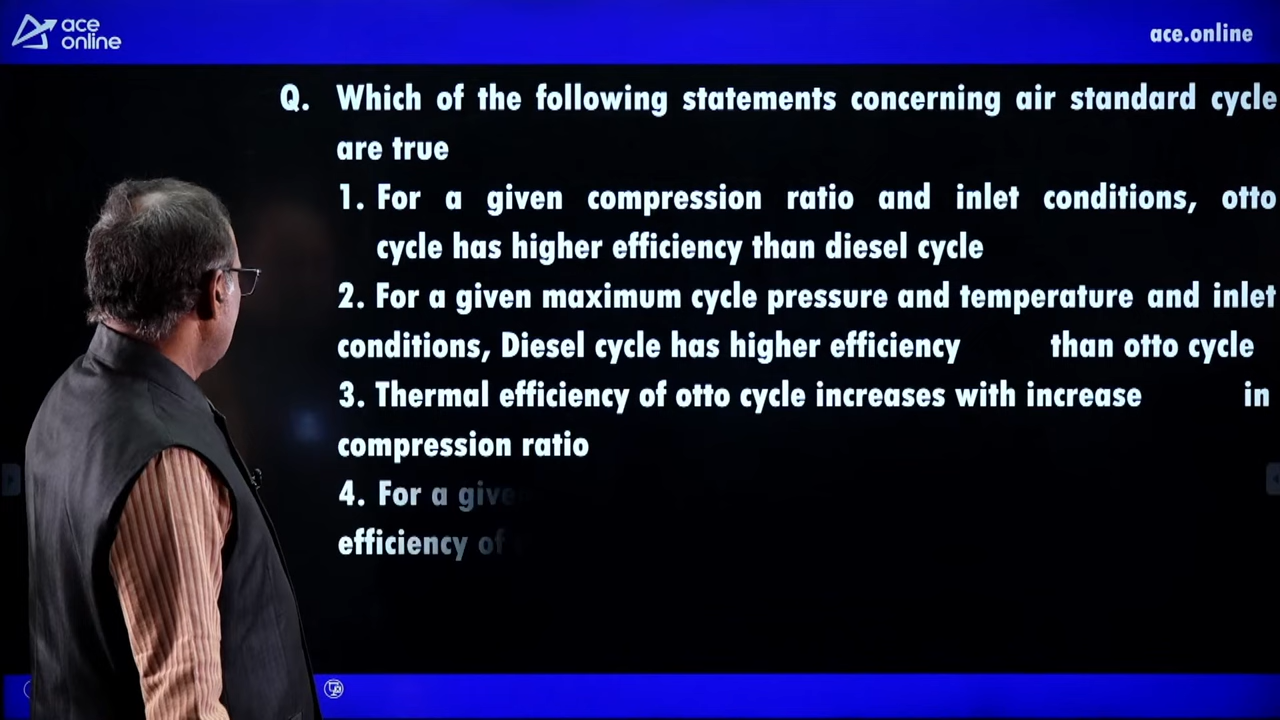 ace
online
ace.online
Q. Which of the following statements concerning air standard cycle
are true
1. For a given compression ratio and inlet conditions, otto
cycle has higher efficiency than diesel cycle
2. For a given maximum cycle pressure and temperature and inlet
conditions, Diesel cycle has higher efficiency than otto cycle
3. Thermal efficiency of otto cycle increases with increase in
compression ratio
4. For a given
efficiency of